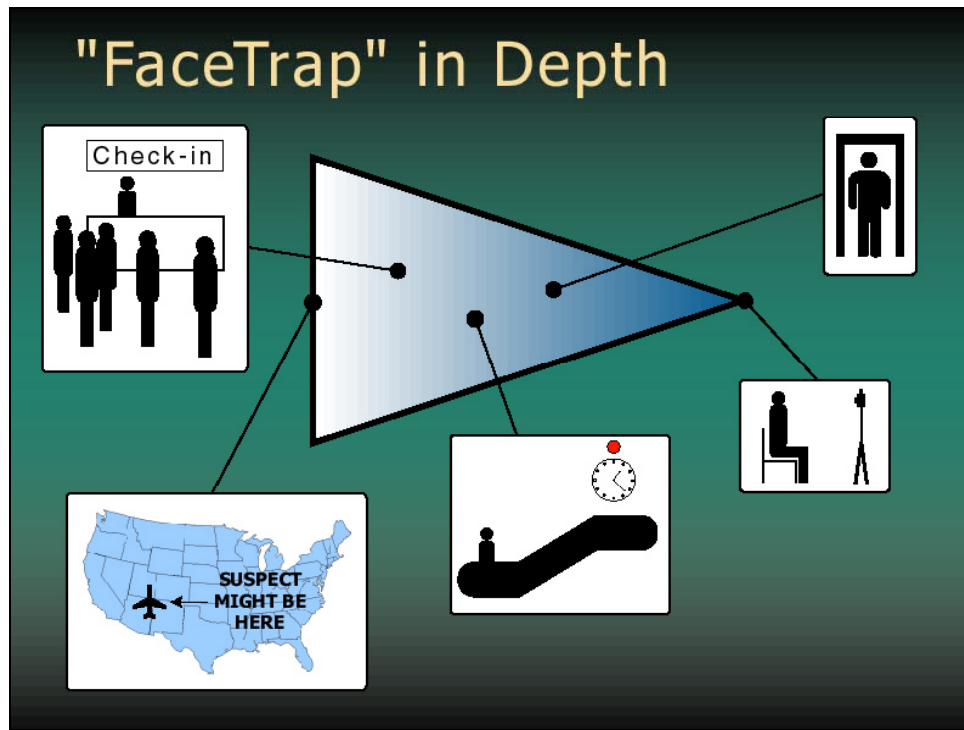 "FaceTrap" in Depth
Check-in
SUSPECT
MIGHT BE
HERE